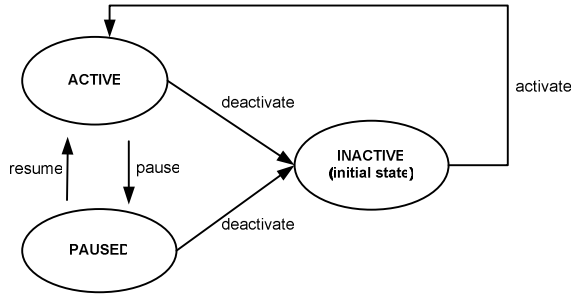 ACTIVE
activate
deactivate
INACTIVE
(initial state)
resume
pause
deactivate
PAUSED